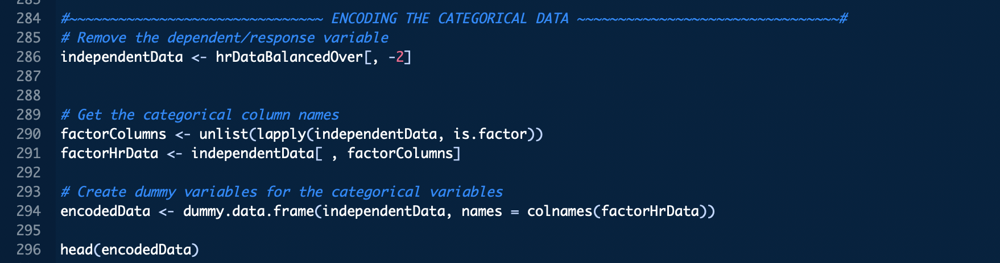 283
284 #~~~~~~~~~~~~~~~~~~~~~~~~~~~~~~~ ENCODING THE CATEGORICAL DATA ~~~~~~~~~~~~~~~~~~~~~~~~~~~~~~~~#
285 # Remove the dependent/response variable
286 independentData <- hrDataBalancedOver[, -2]
287
288
289 # Get the categorical column names
290 factorColumns <- unlist(lapply(independentData, is.factor))
291 factorHrData <- independentData[ , factorColumns]
292
293 # Create dummy variables for the categorical variables
294 encodedData <- dummy.data.frame(independentData, names = colnames(factorHrData))
295
296 head(encodedData)